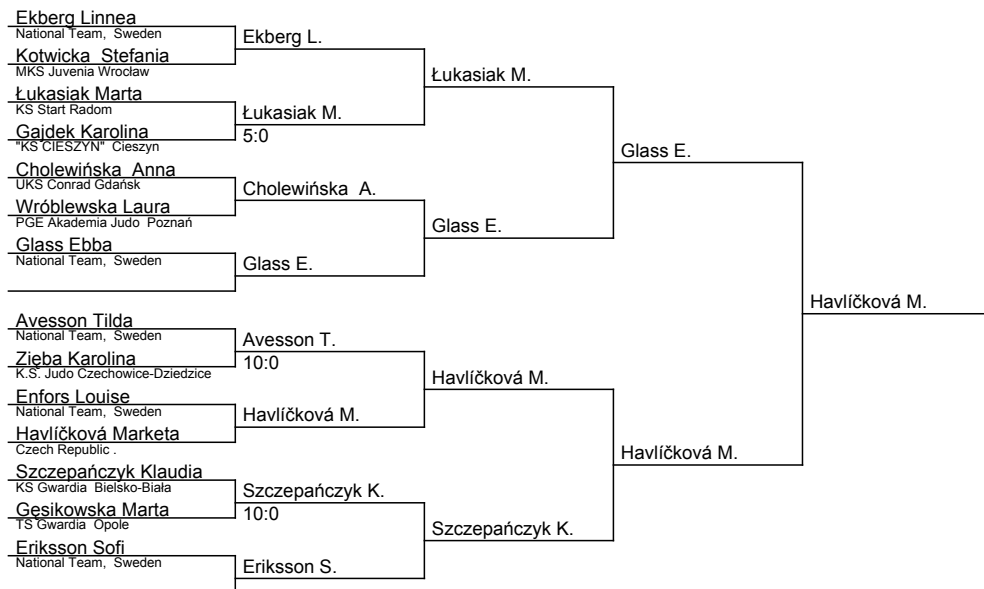 Ekberg Linnea
National Team, Sweden
Kotwicka Stefania
MKS Juvenia Wrocław
Łukasiak Marta
KS Start Radom
Gajdek Karolina
"KS CIESZYN" Cieszyn
Cholewińska Anna
UKS Conrad Gdańsk
Wróblewska Laura
PGE Akademia Judo Poznań
Glass Ebba
National Team, Sweden
Avesson Tilda
National Team, Sweden
Zięba Karolina
K.S. Judo Czechowice-Dziedzice
Enfors Louise
National Team, Sweden
Havlíčková Marketa
Czech Republic .
Szczepańczyk Klaudia
KS Gwardia Bielsko-Biała
Gęsikowska Marta
TS Gwardia Opole
Eriksson Sofi
National Team, Sweden
Ekberg L.
Łukasiak M.
5:0
Cholewińska A.
Glass E.
Avesson T.
10:0
Havlíčková M.
Szczepańczyk K.
10:0
Eriksson S.
Łukasiak M.
Glass E.
Havlíčková M.
Szczepańczyk K.
Glass E.
Havlíčková M.
Havlíčková M.